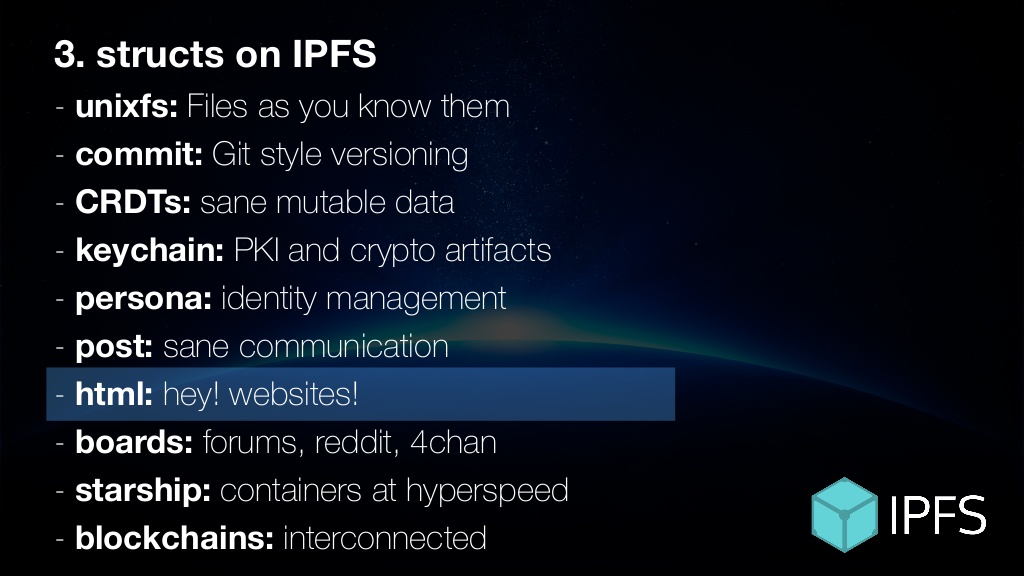 3. structs on IPFS
- unixfs: Files as you know them
- commit: Git style versioning
- CRDTs: sane mutable data
- keychain: PKI and crypto artifacts
- persona: identity management
- post: sane communication
- html: hey! websites!
- boards: forums, reddit, 4chan
- starship: containers at hyperspeed
- blockchains: interconnected
IPFS